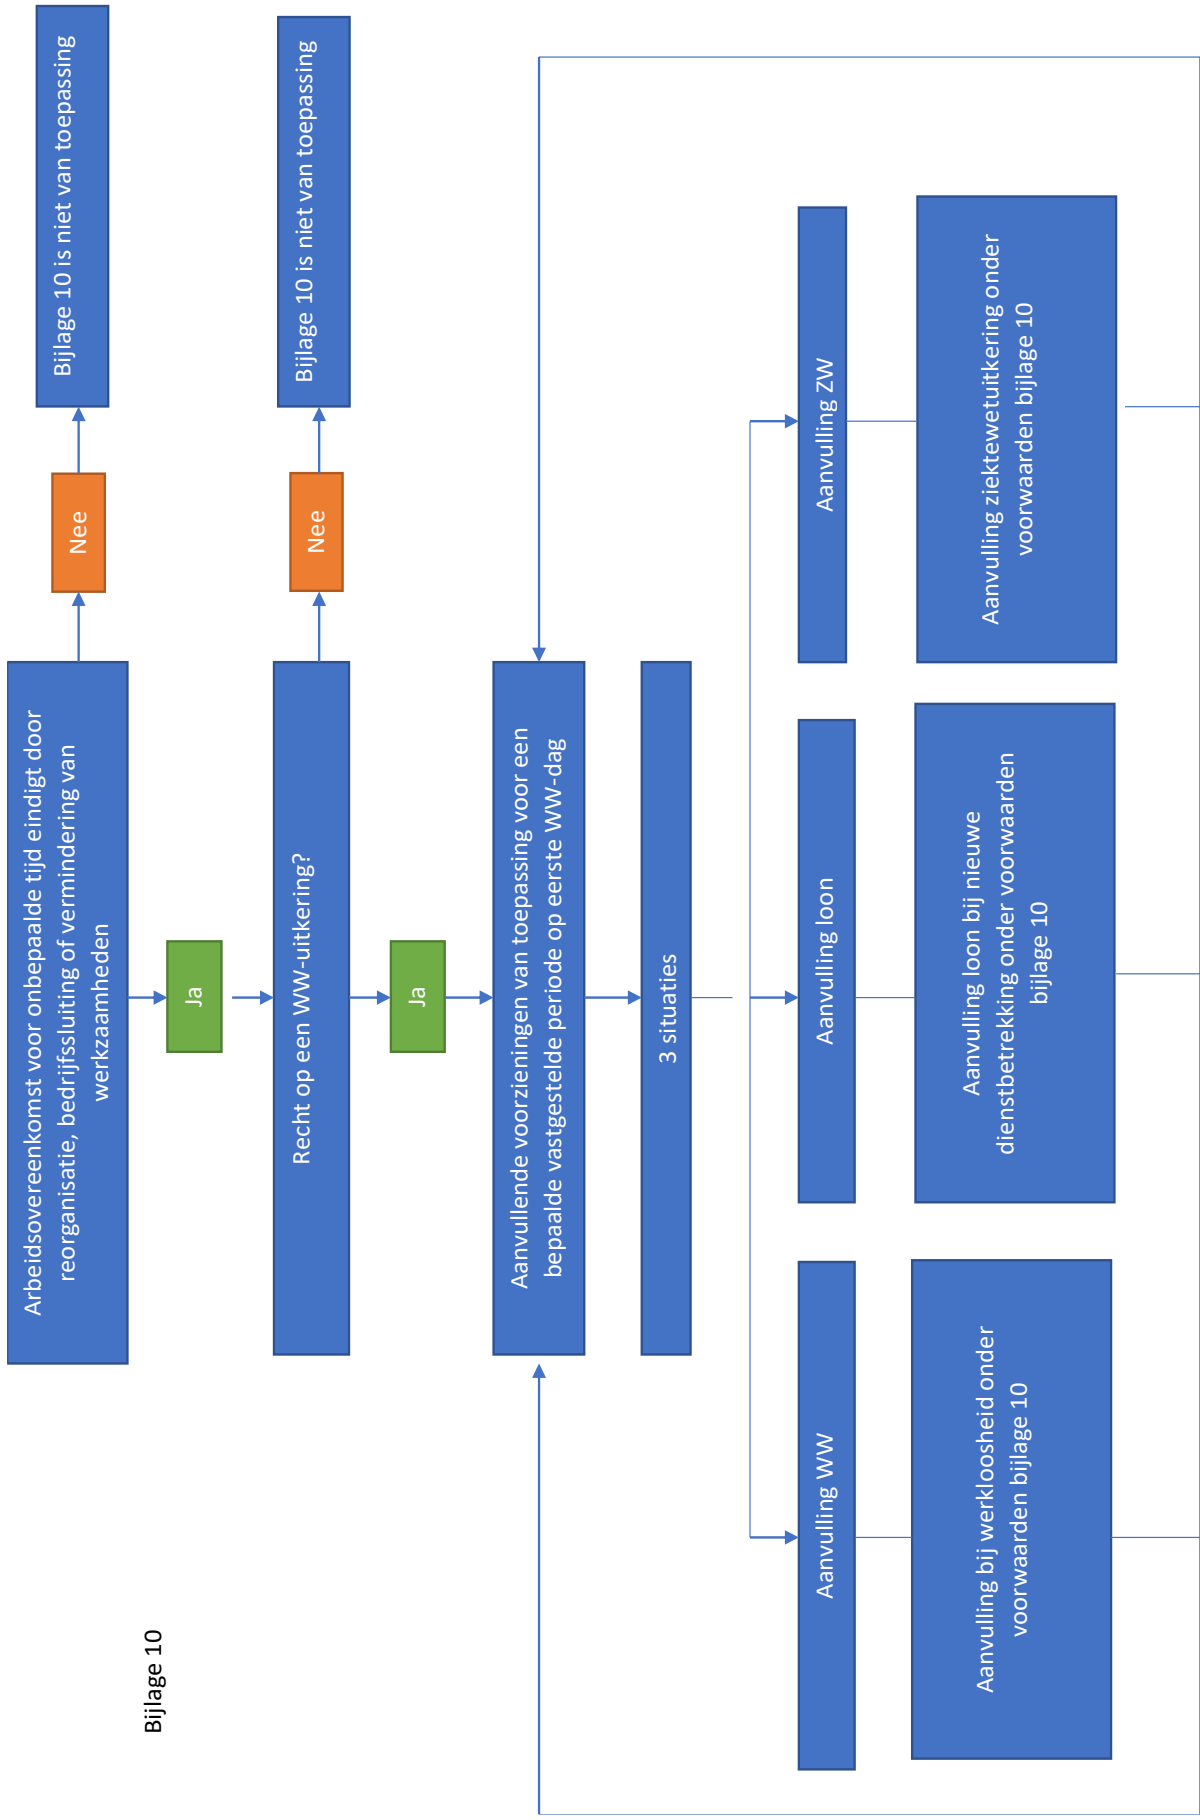 Bijlage 10
Arbeidsovereenkomst voor onbepaalde tijd eindigt door
reorganisatie, bedrijfssluiting of vermindering van
werkzaamheden
Nee
Bijlage 10 is niet van toepassing
Ja
Recht op een WW-uitkering?
Nee
Bijlage 10 is niet van toepassing
Ja
Aanvullende voorzieningen van toepassing voor een
bepaalde vastgestelde periode op eerste WW-dag
3 situaties
Aanvulling WW
Aanvulling loon
Aanvulling ZW
Aanvulling bij werkloosheid onder
voorwaarden bijlage 10
Aanvulling loon bij nieuwe
dienstbetrekking onder voorwaarden
bijlage 10
Aanvulling ziektewetuitkering onder
voorwaarden bijlage 10